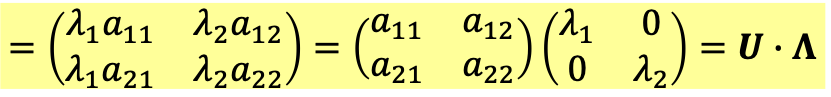 = (λ₁a₁₁ λ₂a₁₂ = (a₁₁ a₁₂ (λ₁ 0 = U · Λ
λ₁a₂₁ λ₂a₂₂) a₂₁ a₂₂) 0 λ₂)